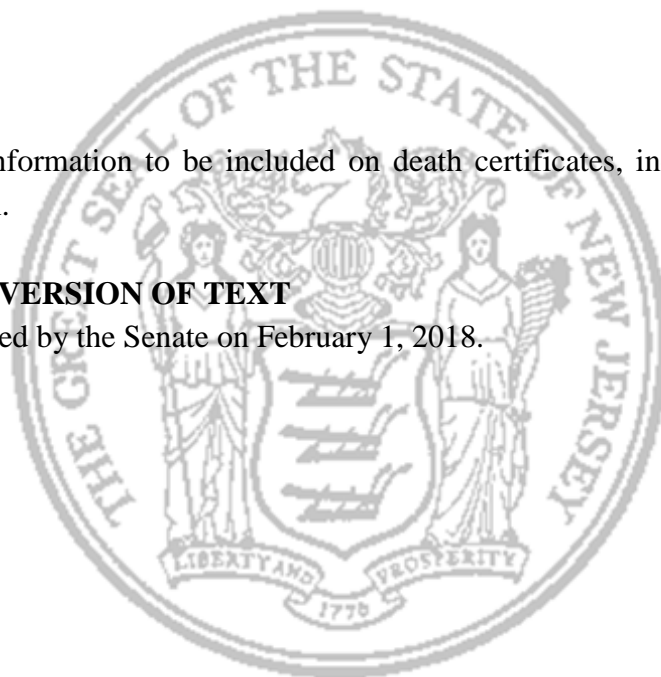 THE GREAT SEAL OF THE STATE OF NEW JERSEY
nformation to be included on death certificates, in
.
VERSION OF TEXT
ed by the Senate on February 1, 2018.
LIBERTY AND PROSPERITY
1776